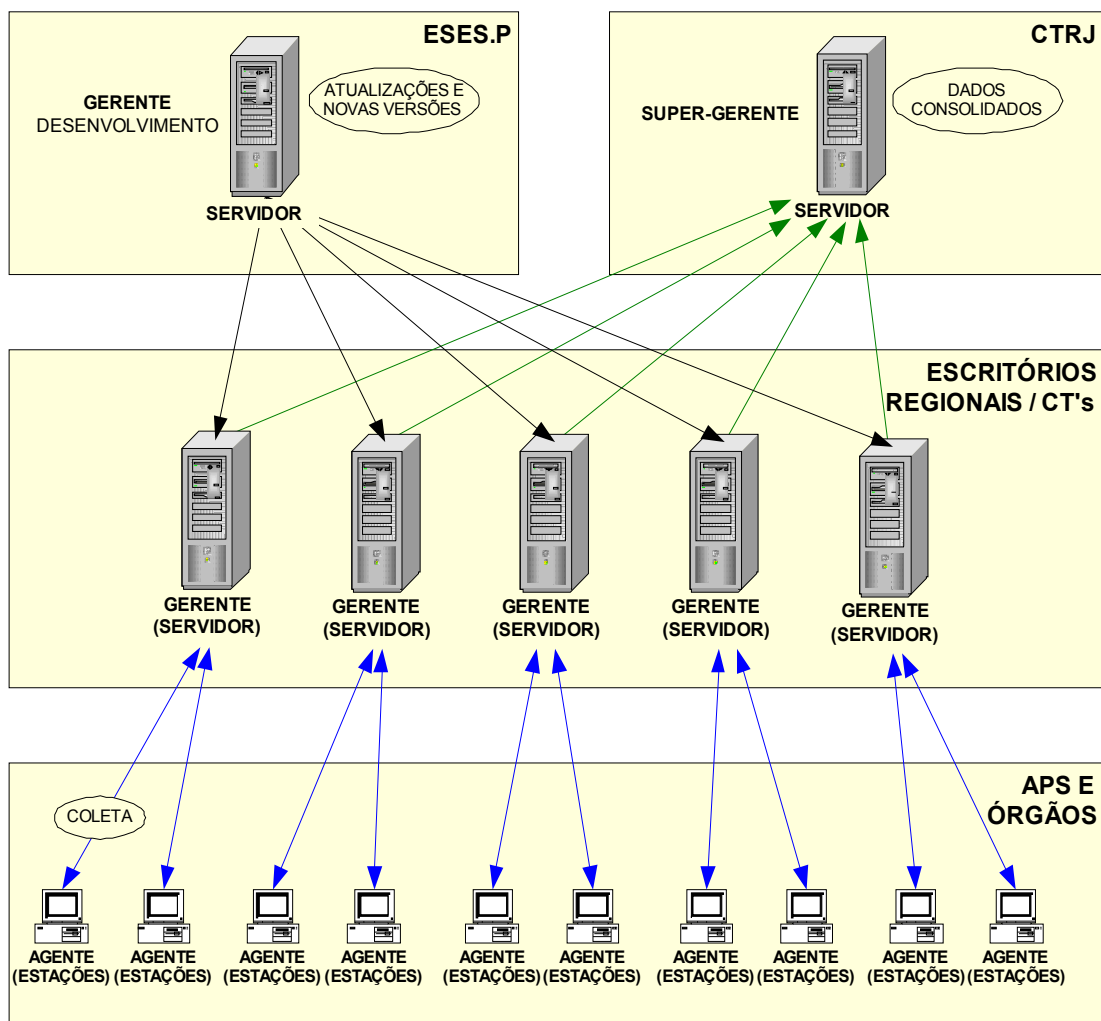 ESES.P
GERENTE
DESENVOLVIMENTO
ATUALIZAÇÕES E
NOVAS VERSÕES
SERVIDOR
CTRJ
SUPER-GERENTE
DADOS
CONSOLIDADOS
SERVIDOR
ESCRITÓRIOS
REGIONAIS / CT's
GERENTE
(SERVIDOR)
GERENTE
(SERVIDOR)
GERENTE
(SERVIDOR)
GERENTE
(SERVIDOR)
GERENTE
(SERVIDOR)
APS E
ÓRGÃOS
COLETA
AGENTE
(ESTAÇÕES)
AGENTE
(ESTAÇÕES)
AGENTE
(ESTAÇÕES)
AGENTE
(ESTAÇÕES)
AGENTE
(ESTAÇÕES)
AGENTE
(ESTAÇÕES)
AGENTE
(ESTAÇÕES)
AGENTE
(ESTAÇÕES)
AGENTE
(ESTAÇÕES)
AGENTE
(ESTAÇÕES)